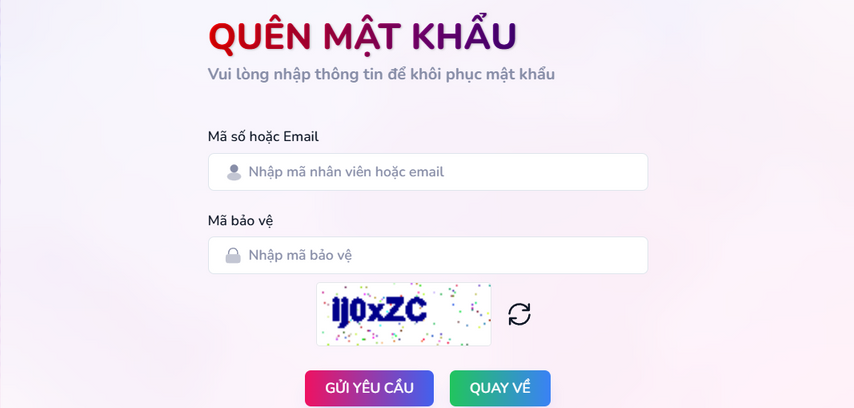 QUÊN MẬT KHẨU
Vui lòng nhập thông tin để khôi phục mật khẩu
Mã số hoặc Email
Nhập mã nhân viên hoặc email
Mã bảo vệ
Nhập mã bảo vệ
GỬI YÊU CẦU QUAY VỀ